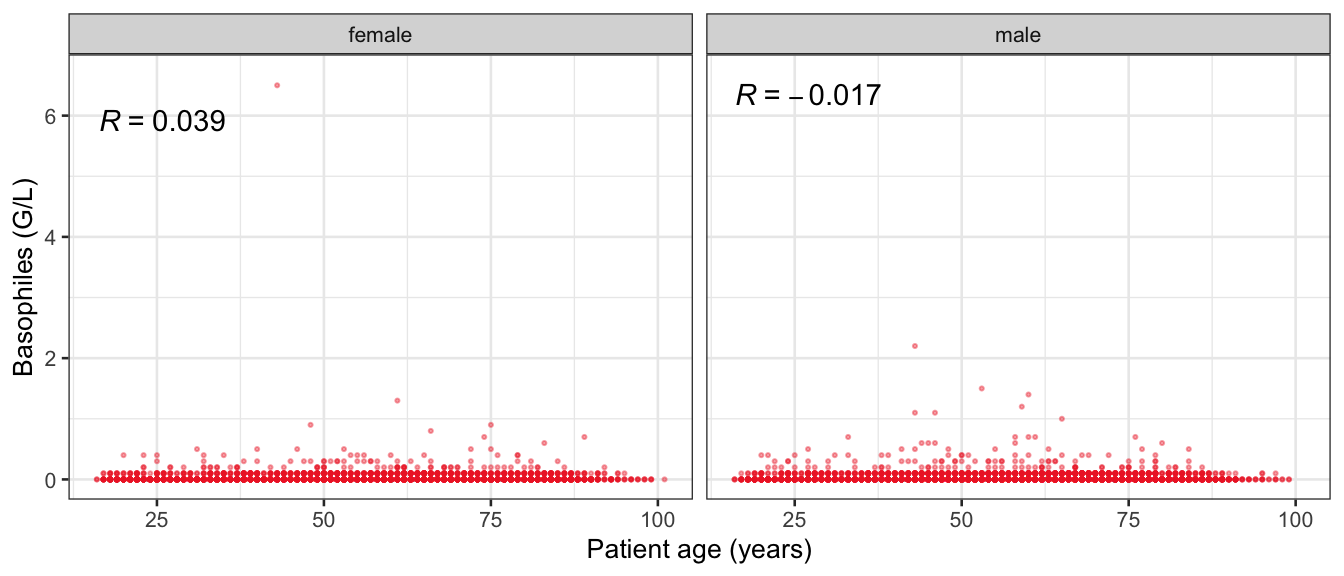 female
male
R = 0.039
R = −0.017
Basophiles (G/L)
6
4
2
0
25 50 75 100
25 50 75 100
Patient age (years)